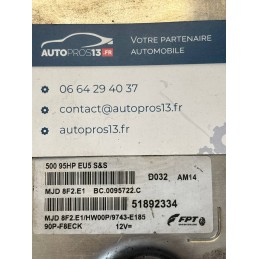 AUTOPROS13.FR
VOTRE PARTENAIRE
AUTOMOBILE
06 64 29 40 37
contact@autopros13.fr
autopros13.fr
500 95HP EU5 S&S
D032 AM14
MJD 8F2.E1 BC.0095722.C
51892334
MJD 8F2.E1/HW00P/9743-E185
90P-F8ECK 12V=
FPT